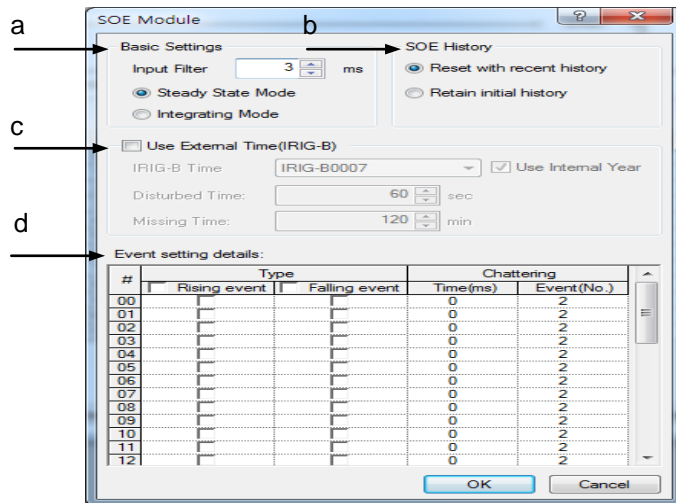 SOE Module
a
b
Basic Settings
SOE History
Input Filter 3 ms
Reset with recent history
Steady State Mode
Retain initial history
Integrating Mode
c
Use External Time(IRIG-B)
IRIG-B Time IRIG-B0007 Use Internal Year
Disturbed Time: 60 sec
Missing Time: 120 min
d
Event setting details:
# Type Chattering
Rising event Falling event Time(ms) Event(No.)
00 0 2
01 0 2
02 0 2
03 0 2
04 0 2
05 0 2
06 0 2
07 0 2
08 0 2
09 0 2
10 0 2
11 0 2
12 0 2
OK Cancel